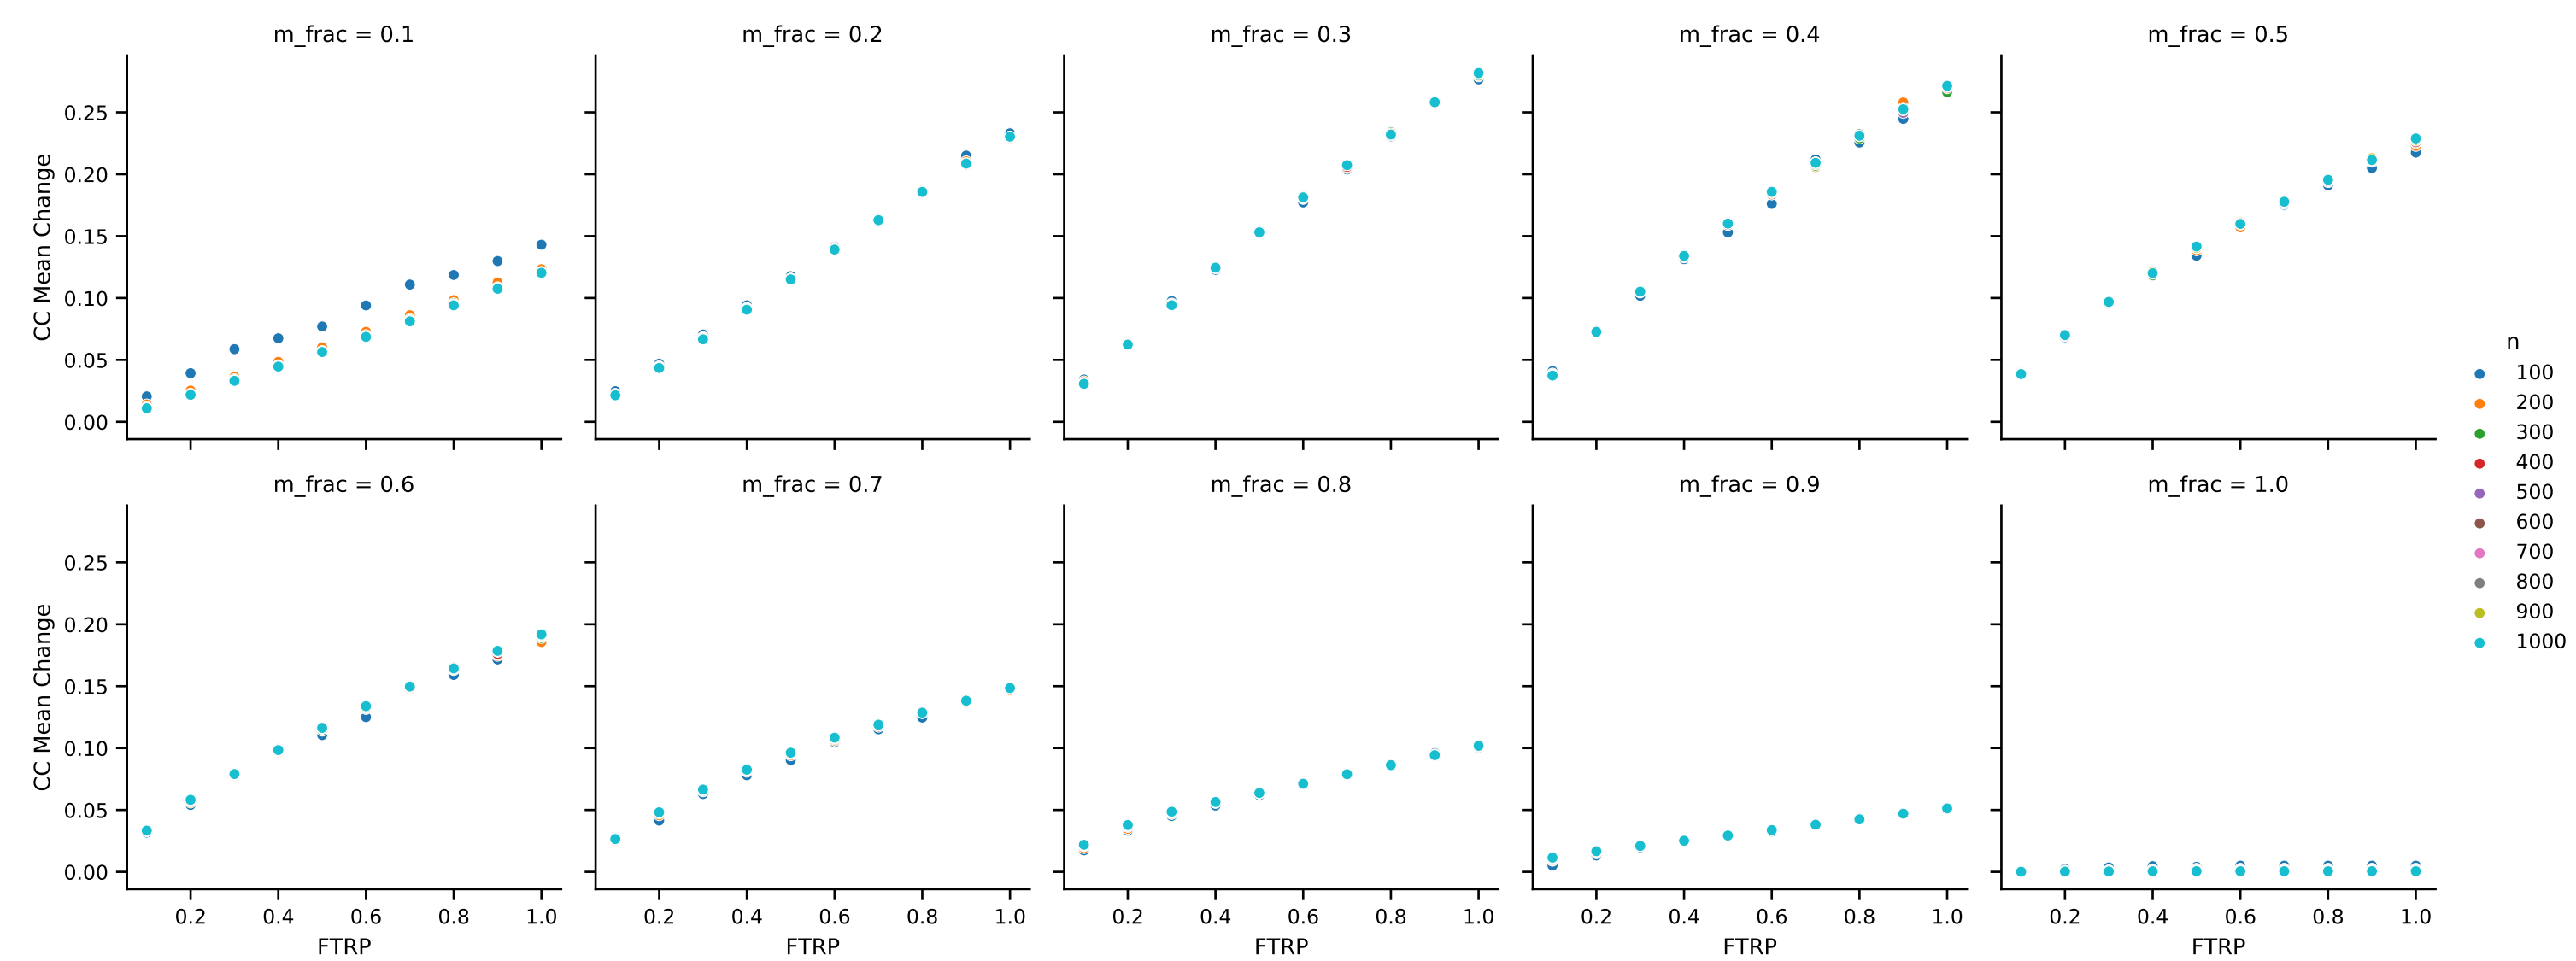 m_frac = 0.1
m_frac = 0.2
m_frac = 0.3
m_frac = 0.4
m_frac = 0.5
CC Mean Change
0.25
0.20
0.15
0.10
0.05
0.00
m_frac = 0.6
m_frac = 0.7
m_frac = 0.8
m_frac = 0.9
m_frac = 1.0
CC Mean Change
0.25
0.20
0.15
0.10
0.05
0.00
0.2 0.4 0.6 0.8 1.0
0.2 0.4 0.6 0.8 1.0
0.2 0.4 0.6 0.8 1.0
0.2 0.4 0.6 0.8 1.0
0.2 0.4 0.6 0.8 1.0
FTRP
FTRP
FTRP
FTRP
FTRP
n
100
200
300
400
500
600
700
800
900
1000